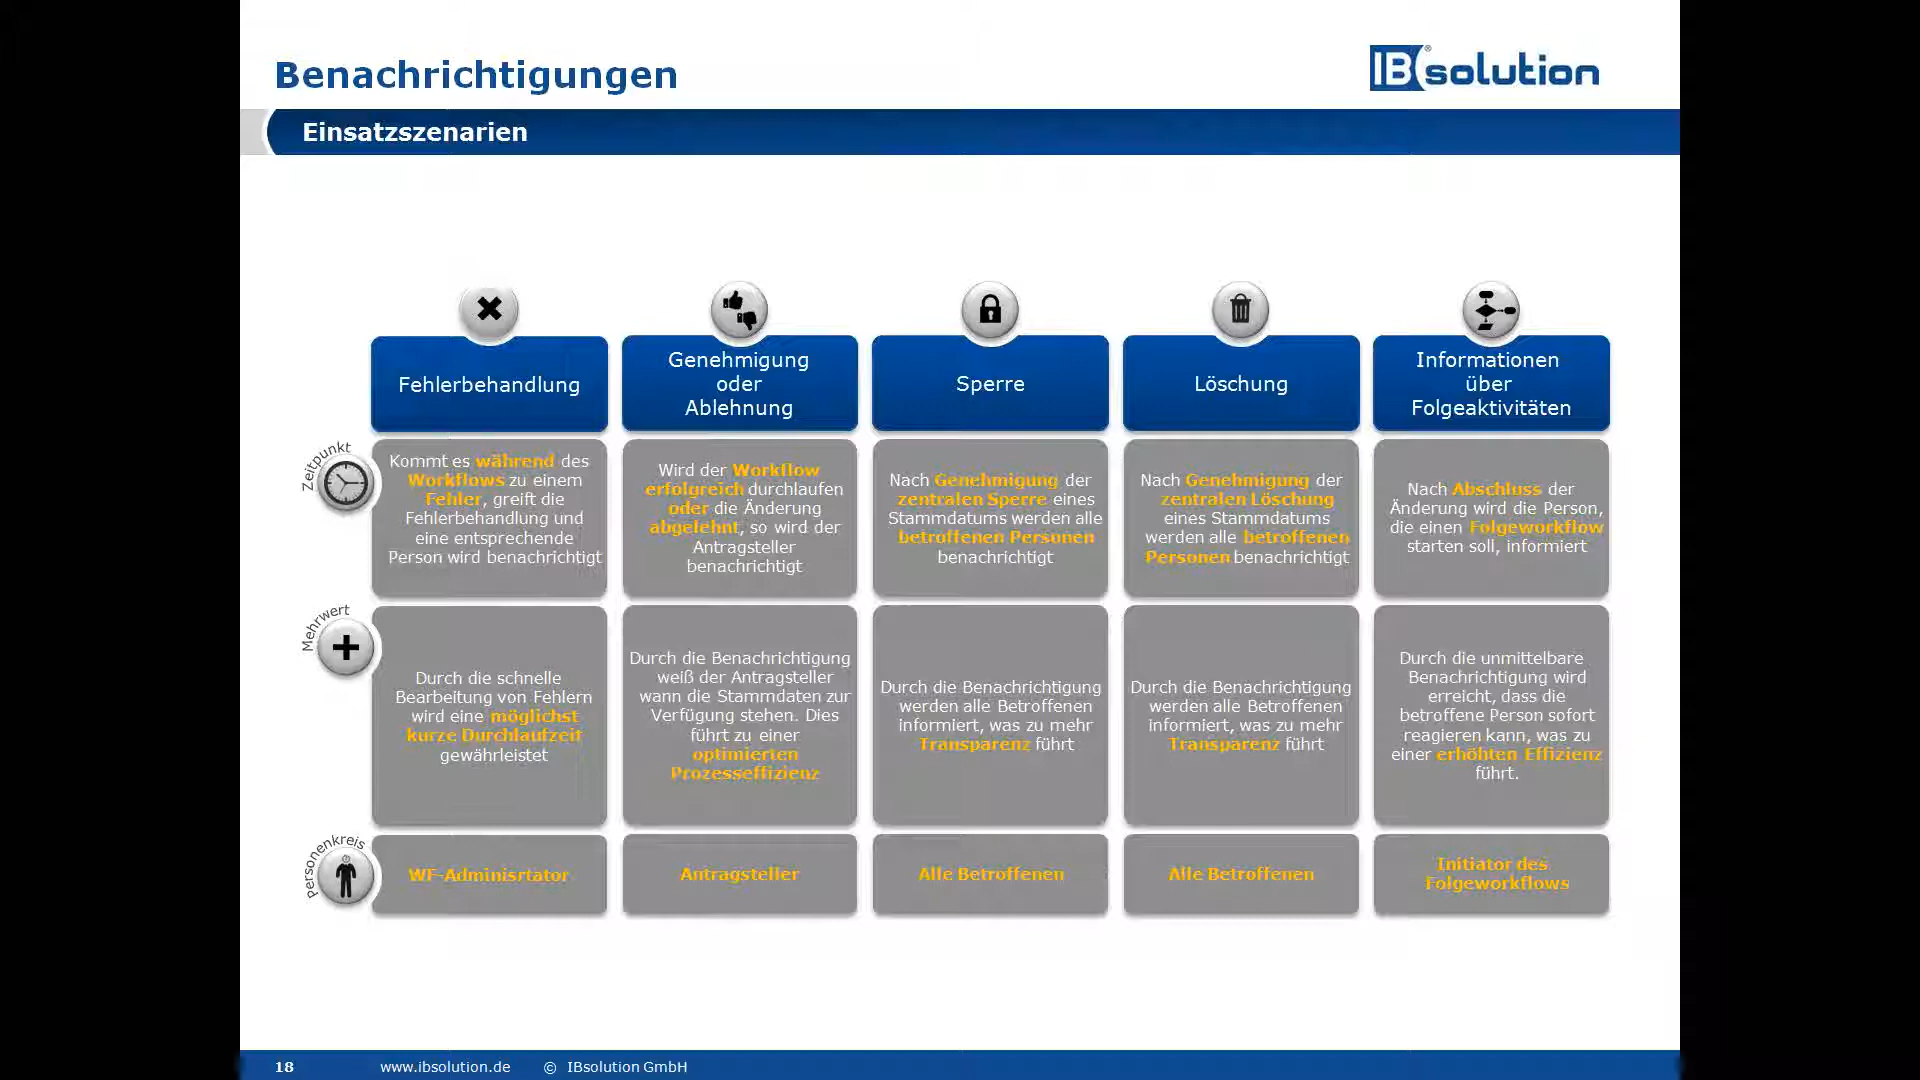 Benachrichtigungen
IBsolution®
Einsatzszenarien
Fehlerbehandlung
Genehmigung
oder
Ablehnung
Sperre
Löschung
Informationen
über
Folgeaktivitäten
Zeitpunkt
Kommt es während des
Workflows zu einem
Fehler, greift die
Fehlerbehandlung und
eine entsprechende
Person wird benachrichtigt
Wird der Workflow
erfolgreich durchlaufen
oder die Änderung
abgelehnt, so wird der
Antragsteller
benachrichtigt
Nach Genehmigung der
zentralen Sperre eines
Stammdatums werden alle
betroffenen Personen
benachrichtigt
Nach Genehmigung der
zentralen Löschung
eines Stammdatums
werden alle betroffenen
Personen benachrichtigt
Nach Abschluss der
Änderung wird die Person,
die einen Folgeworkflow
starten soll, informiert
Mehrwert
Durch die schnelle
Bearbeitung von Fehlern
wird eine möglichst
kurze Durchlaufzeit
gewährleistet
Durch die Benachrichtigung
weiß der Antragsteller
wann die Stammdaten zur
Verfügung stehen. Dies
führt zu einer
optimierten
Prozesseffizienz
Durch die Benachrichtigung
werden alle Betroffenen
informiert, was zu mehr
Transparenz führt
Durch die Benachrichtigung
werden alle Betroffenen
informiert, was zu mehr
Transparenz führt
Durch die unmittelbare
Benachrichtigung wird
erreicht, dass die
betroffene Person sofort
reagieren kann, was zu
einer erhöhten Effizienz
führt.
Personenkreis
WF-Adminisrtator
Antragsteller
Alle Betroffenen
Alle Betroffenen
Initiator des
Folgeworkflows
18 www.ibsolution.de © IBsolution GmbH